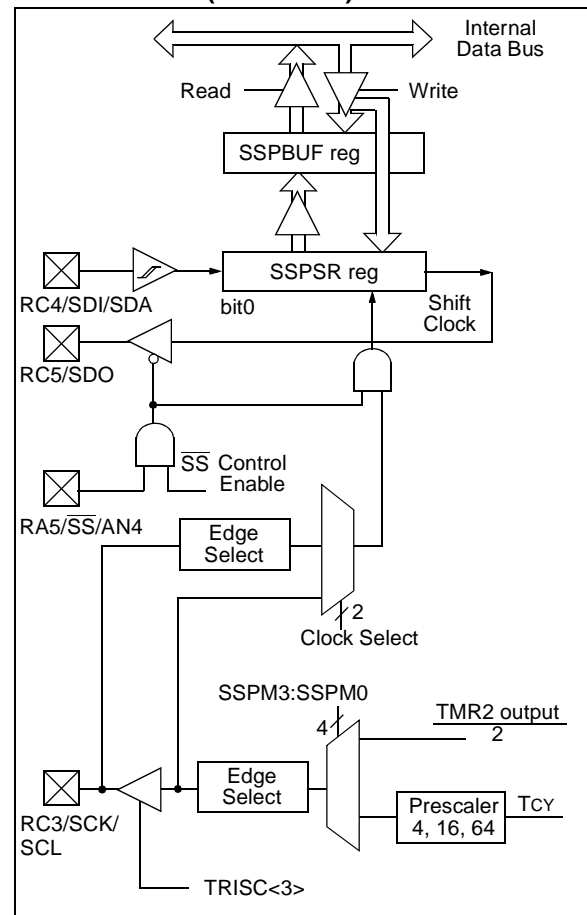 Internal
Data Bus
Read
Write
SSPBUF reg
SSPSR reg
RC4/SDI/SDA
bit0
Shift
Clock
RC5/SDO
SS Control
Enable
RA5/SS/AN4
Edge
Select
2
Clock Select
SSPM3:SSPM0
4
TMR2 output
2
Edge
Select
Prescaler
4, 16, 64
TCY
RC3/SCK/
SCL
TRISC<3>